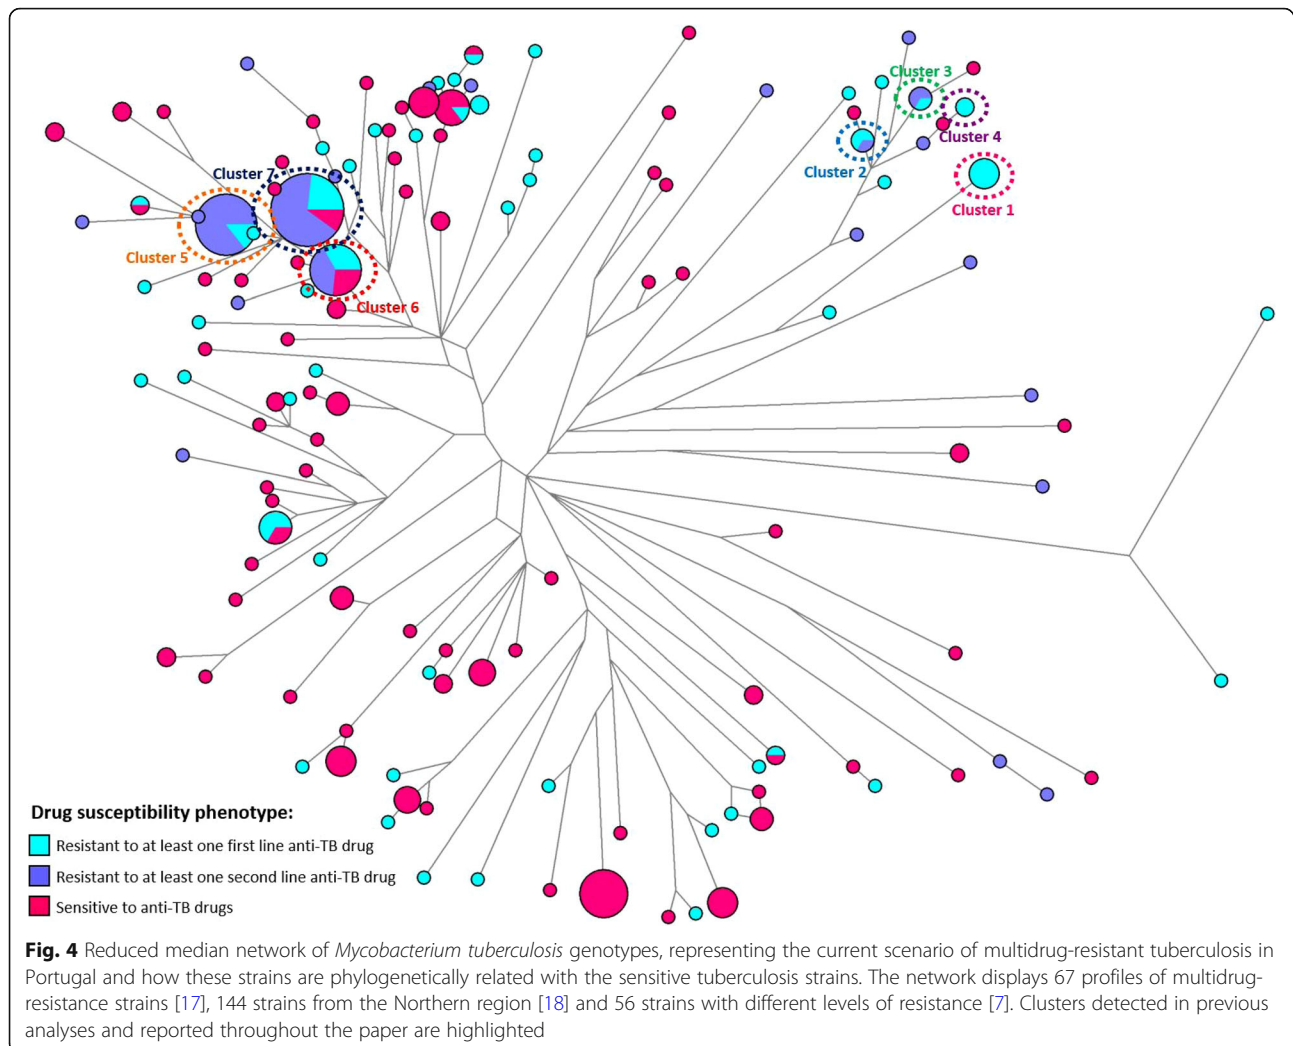 Cluster 3
Cluster 4
Cluster 2
Cluster 7
Cluster 1
Cluster 5
Cluster 6
Drug susceptibility phenotype:
Resistant to at least one first line anti-TB drug
Resistant to at least one second line anti-TB drug
Sensitive to anti-TB drugs
Fig. 4 Reduced median network of Mycobacterium tuberculosis genotypes, representing the current scenario of multidrug-resistant tuberculosis in
Portugal and how these strains are phylogenetically related with the sensitive tuberculosis strains. The network displays 67 profiles of multidrug-
resistance strains [17], 144 strains from the Northern region [18] and 56 strains with different levels of resistance [7]. Clusters detected in previous
analyses and reported throughout the paper are highlighted